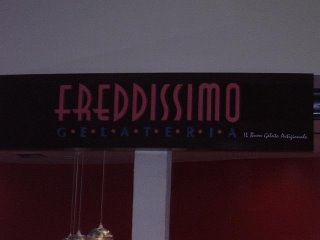 FREDDISSIMO
G•E•L•A•T•E•R•I•A
IL Buon Gelato Artigianale